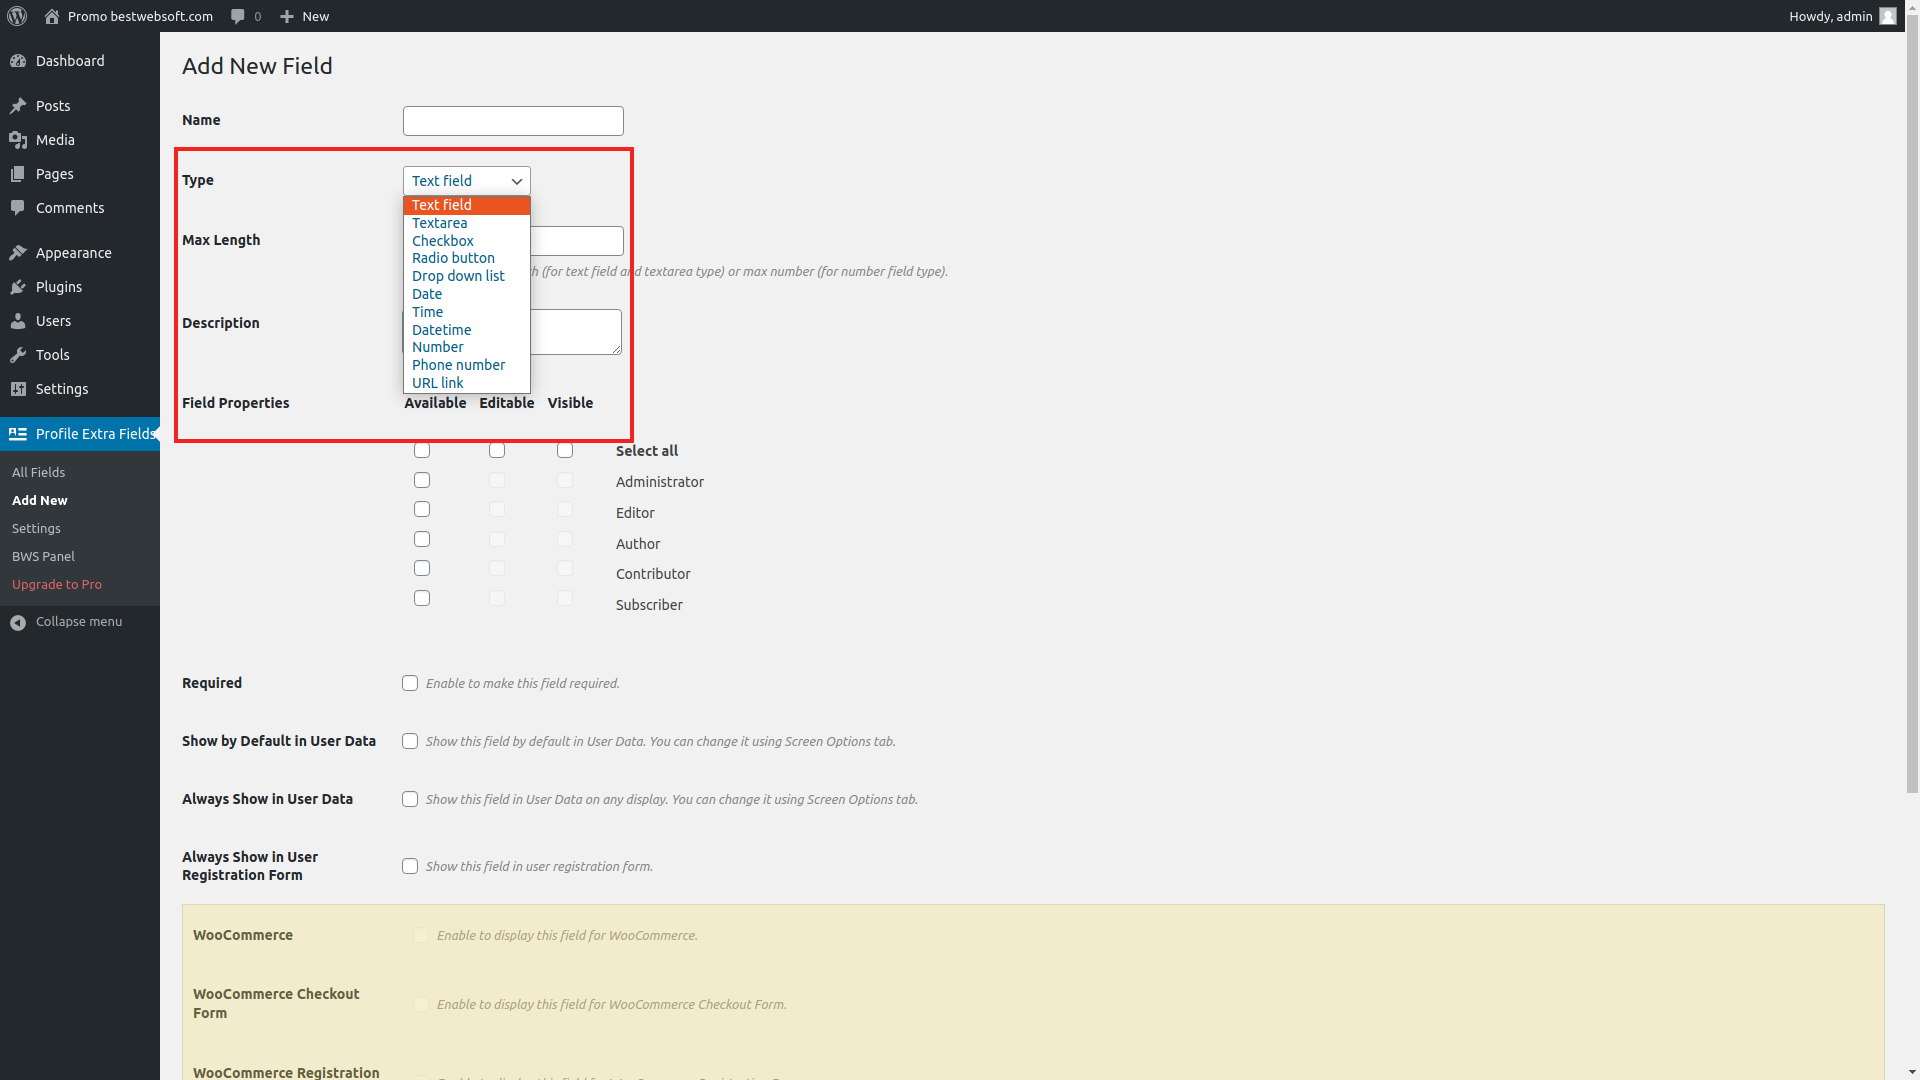 Promo bestwebsoft.com 0 New Howdy, admin
Dashboard
Posts
Media
Pages
Comments
Appearance
Plugins
Users
Tools
Settings
Profile Extra Fields
All Fields
Add New
Settings
BWS Panel
Upgrade to Pro
Collapse menu
Add New Field
Name
Type Text field
Text field
Textarea
Checkbox
Radio button
Drop down list
Date
Time
Datetime
Number
Phone number
URL link
Max Length
(for text field and textarea type) or max number (for number field type).
Description
Field Properties Available Editable Visible
Select all
Administrator
Editor
Author
Contributor
Subscriber
Required Enable to make this field required.
Show by Default in User Data Show this field by default in User Data. You can change it using Screen Options tab.
Always Show in User Data Show this field in User Data on any display. You can change it using Screen Options tab.
Always Show in User
Registration Form
Show this field in user registration form.
WooCommerce Enable to display this field for WooCommerce.
WooCommerce Checkout
Form
Enable to display this field for WooCommerce Checkout Form.
WooCommerce Registration